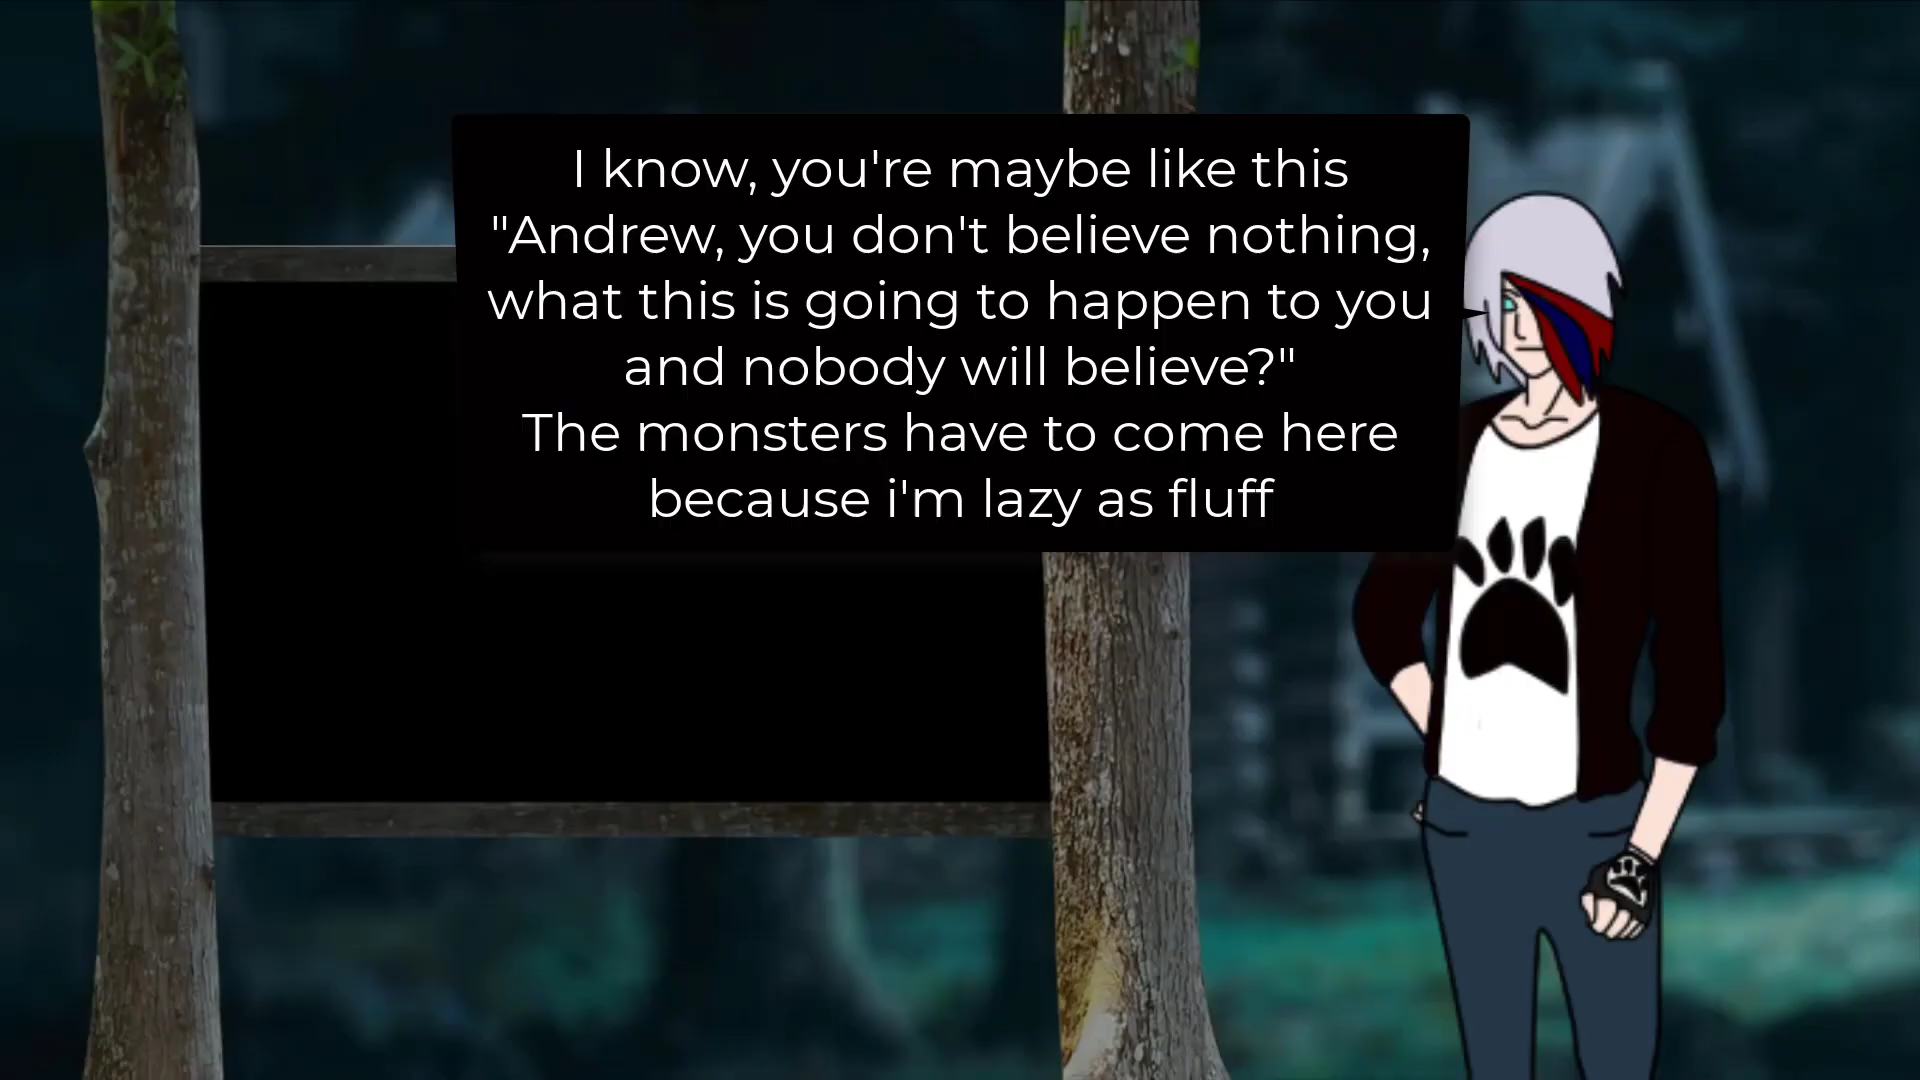 I know, you're maybe like this
"Andrew, you don't believe nothing,
what this is going to happen to you
and nobody will believe?"
The monsters have to come here
because i'm lazy as fluff